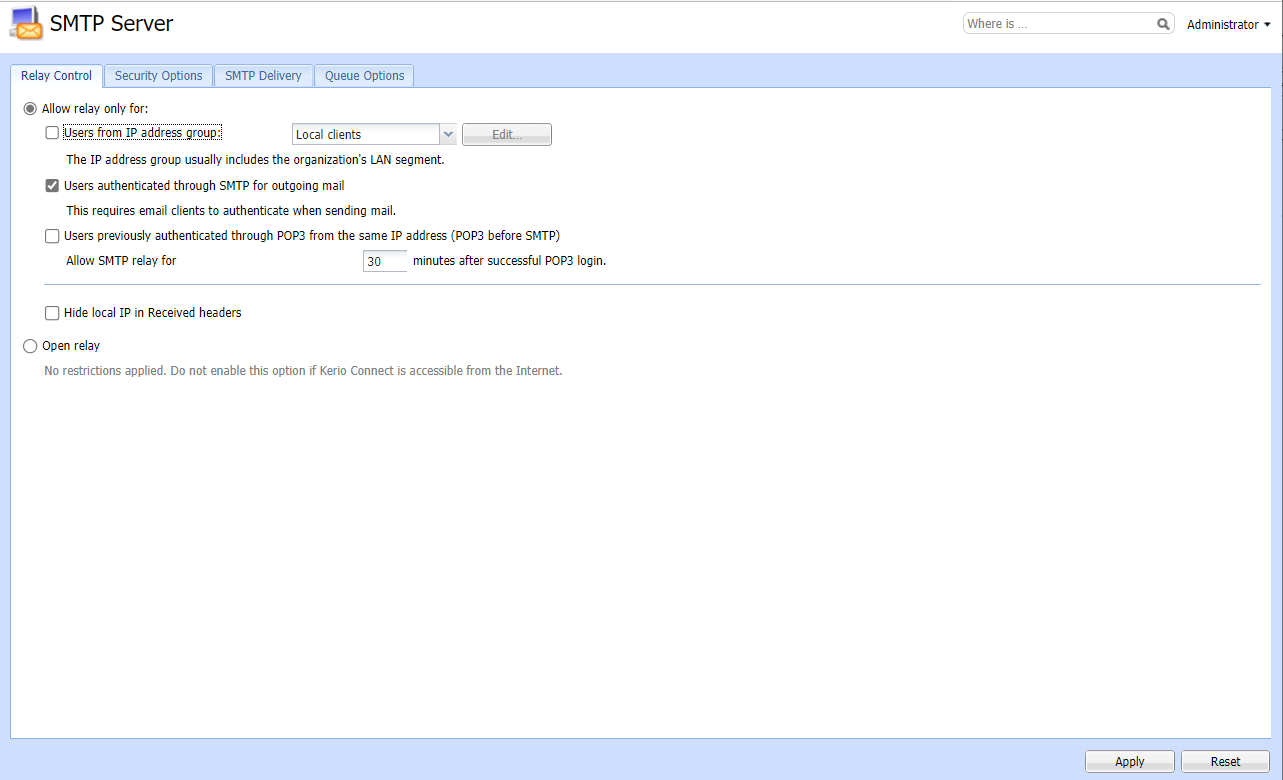 SMTP Server
Where is ...
Administrator
Relay Control
Security Options
SMTP Delivery
Queue Options
Allow relay only for:
Users from IP address group:
Local clients
Edit...
The IP address group usually includes the organization's LAN segment.
Users authenticated through SMTP for outgoing mail
This requires email clients to authenticate when sending mail.
Users previously authenticated through POP3 from the same IP address (POP3 before SMTP)
Allow SMTP relay for 30 minutes after successful POP3 login.
Hide local IP in Received headers
Open relay
No restrictions applied. Do not enable this option if Kerio Connect is accessible from the Internet.
Apply
Reset